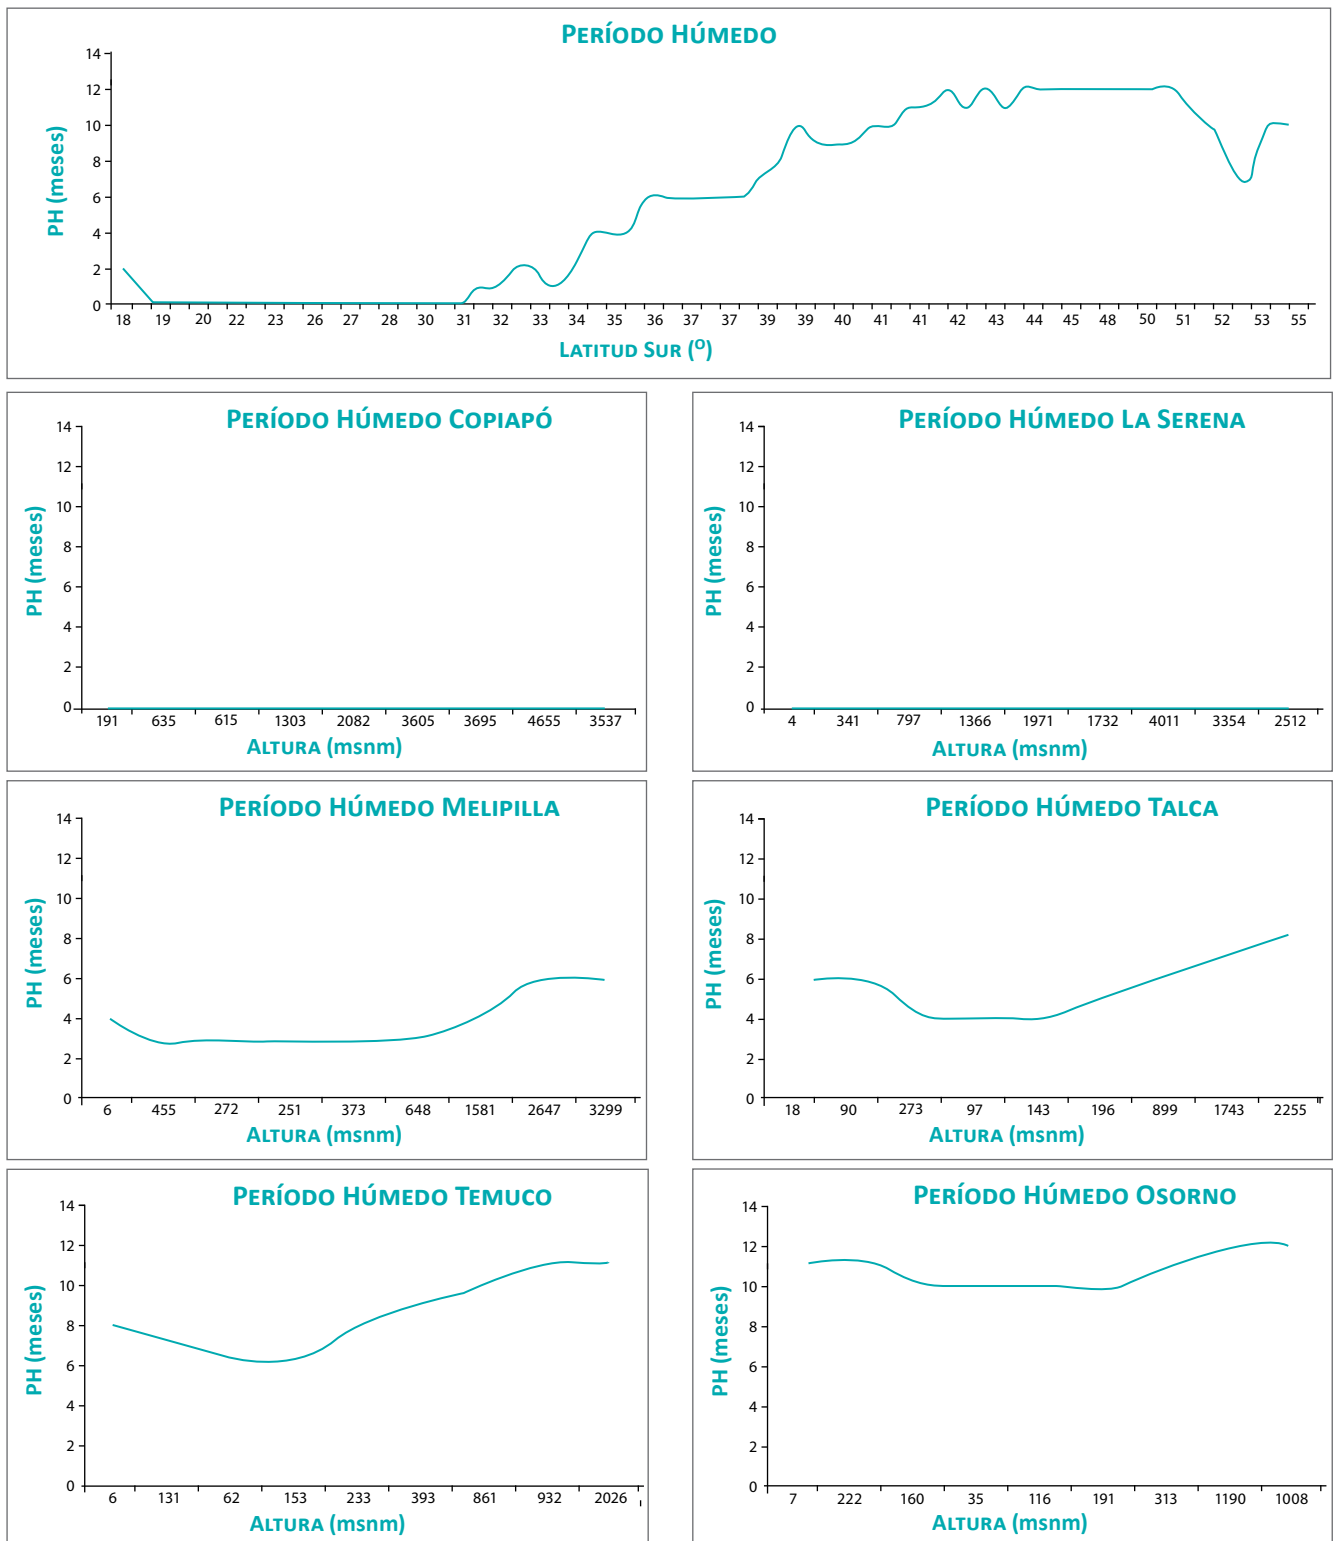 PERÍODO HÚMEDO
14
12
10
8
6
4
2
0
PH (meses)
18 19 20 22 23 26 27 28 30 31 32 33 34 35 36 37 37 39 39 40 41 41 42 43 44 45 48 50 51 52 53 55
LATITUD SUR (º)
PERÍODO HÚMEDO COPIAPÓ
14
12
10
8
6
4
2
0
PH (meses)
191 635 615 1303 2082 3605 3695 4655 3537
ALTURA (msnm)
PERÍODO HÚMEDO LA SERENA
14
12
10
8
6
4
2
0
PH (meses)
4 341 797 1366 1971 1732 4011 3354 2512
ALTURA (msnm)
PERÍODO HÚMEDO MELIPILLA
14
12
10
8
6
4
2
0
PH (meses)
6 455 272 251 373 648 1581 2647 3299
ALTURA (msnm)
PERÍODO HÚMEDO TALCA
14
12
10
8
6
4
2
0
PH (meses)
18 90 273 97 143 196 899 1743 2255
ALTURA (msnm)
PERÍODO HÚMEDO TEMUCO
14
12
10
8
6
4
2
0
PH (meses)
6 131 62 153 233 393 861 932 2026
ALTURA (msnm)
PERÍODO HÚMEDO OSORNO
14
12
10
8
6
4
2
0
PH (meses)
7 222 160 35 116 191 313 1190 1008
ALTURA (msnm)